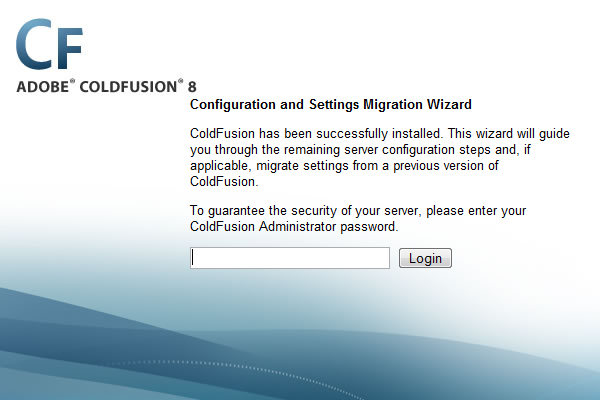 CF
ADOBE® COLDFUSION® 8
Configuration and Settings Migration Wizard
ColdFusion has been successfully installed. This wizard will guide
you through the remaining server configuration steps and, if
applicable, migrate settings from a previous version of
ColdFusion.
To guarantee the security of your server, please enter your
ColdFusion Administrator password.
Login